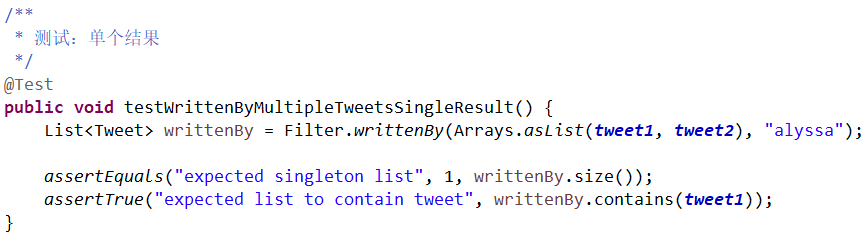 /**
 * 测试：单个结果
 */
@Test
public void testWrittenByMultipleTweetsSingleResult() {
    List<Tweet> writtenBy = Filter.writtenBy(Arrays.asList(tweet1, tweet2), "alyssa");

    assertEquals("expected singleton list", 1, writtenBy.size());
    assertTrue("expected list to contain tweet", writtenBy.contains(tweet1));
}